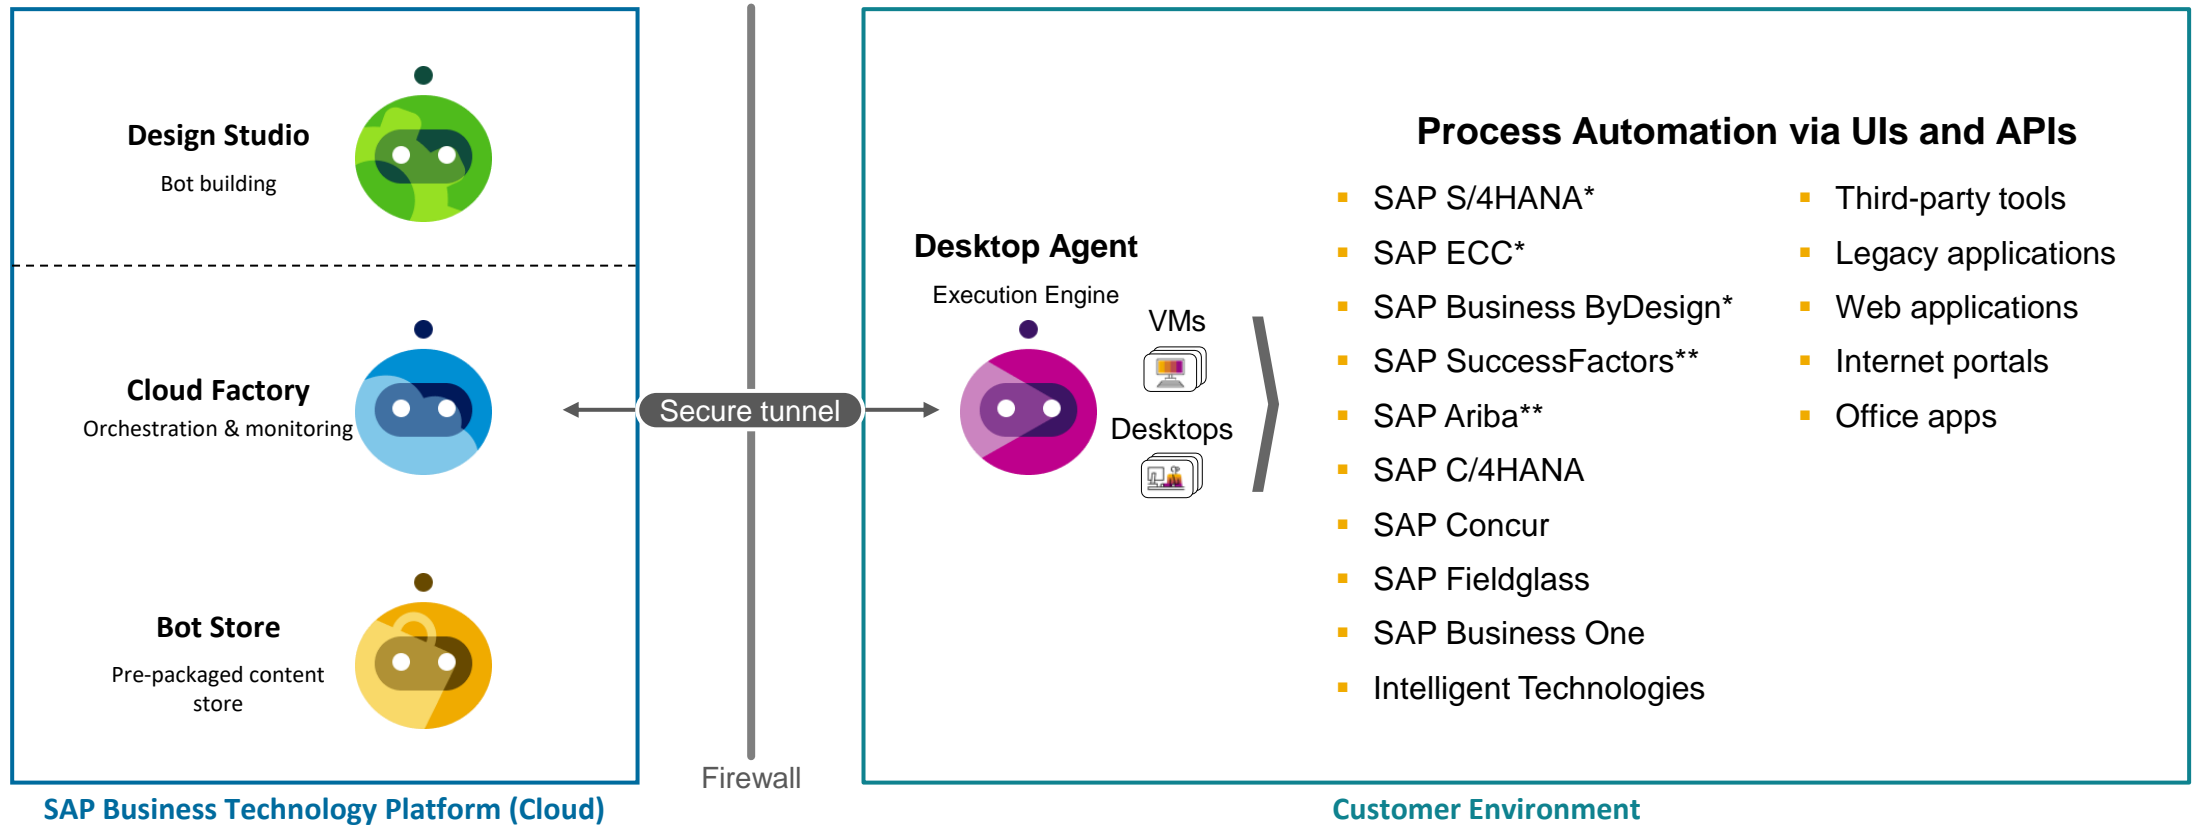 Design Studio
Bot building
Cloud Factory
Orchestration & monitoring
Bot Store
Pre-packaged content
store
SAP Business Technology Platform (Cloud)
Secure tunnel
Firewall
Desktop Agent
Execution Engine
VMs
Desktops
Process Automation via UIs and APIs
SAP S/4HANA*
SAP ECC*
SAP Business ByDesign*
SAP SuccessFactors**
SAP Ariba**
SAP C/4HANA
SAP Concur
SAP Fieldglass
SAP Business One
Intelligent Technologies
Third-party tools
Legacy applications
Web applications
Internet portals
Office apps
Customer Environment